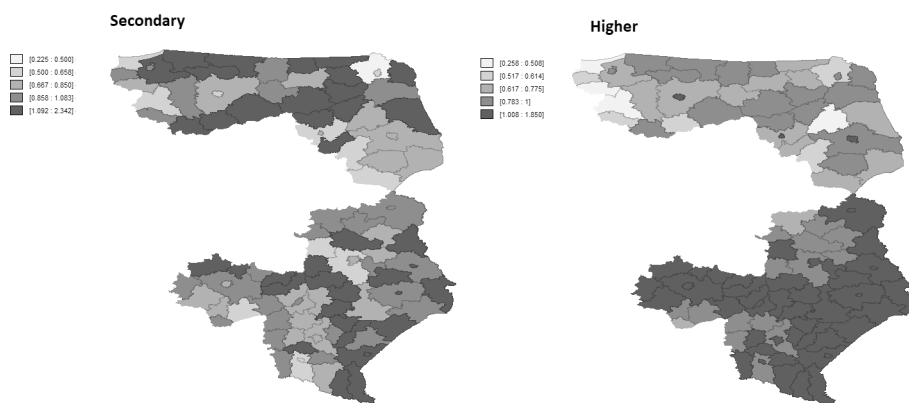 Secondary
[0.225 : 0.500]
[0.500 : 0.658]
[0.667 : 0.850]
[0.858 : 1.083]
[1.092 : 2.342]
Higher
[0.258 : 0.508]
[0.517 : 0.614]
[0.617 : 0.775]
[0.783 : 1]
[1.008 : 1.850]